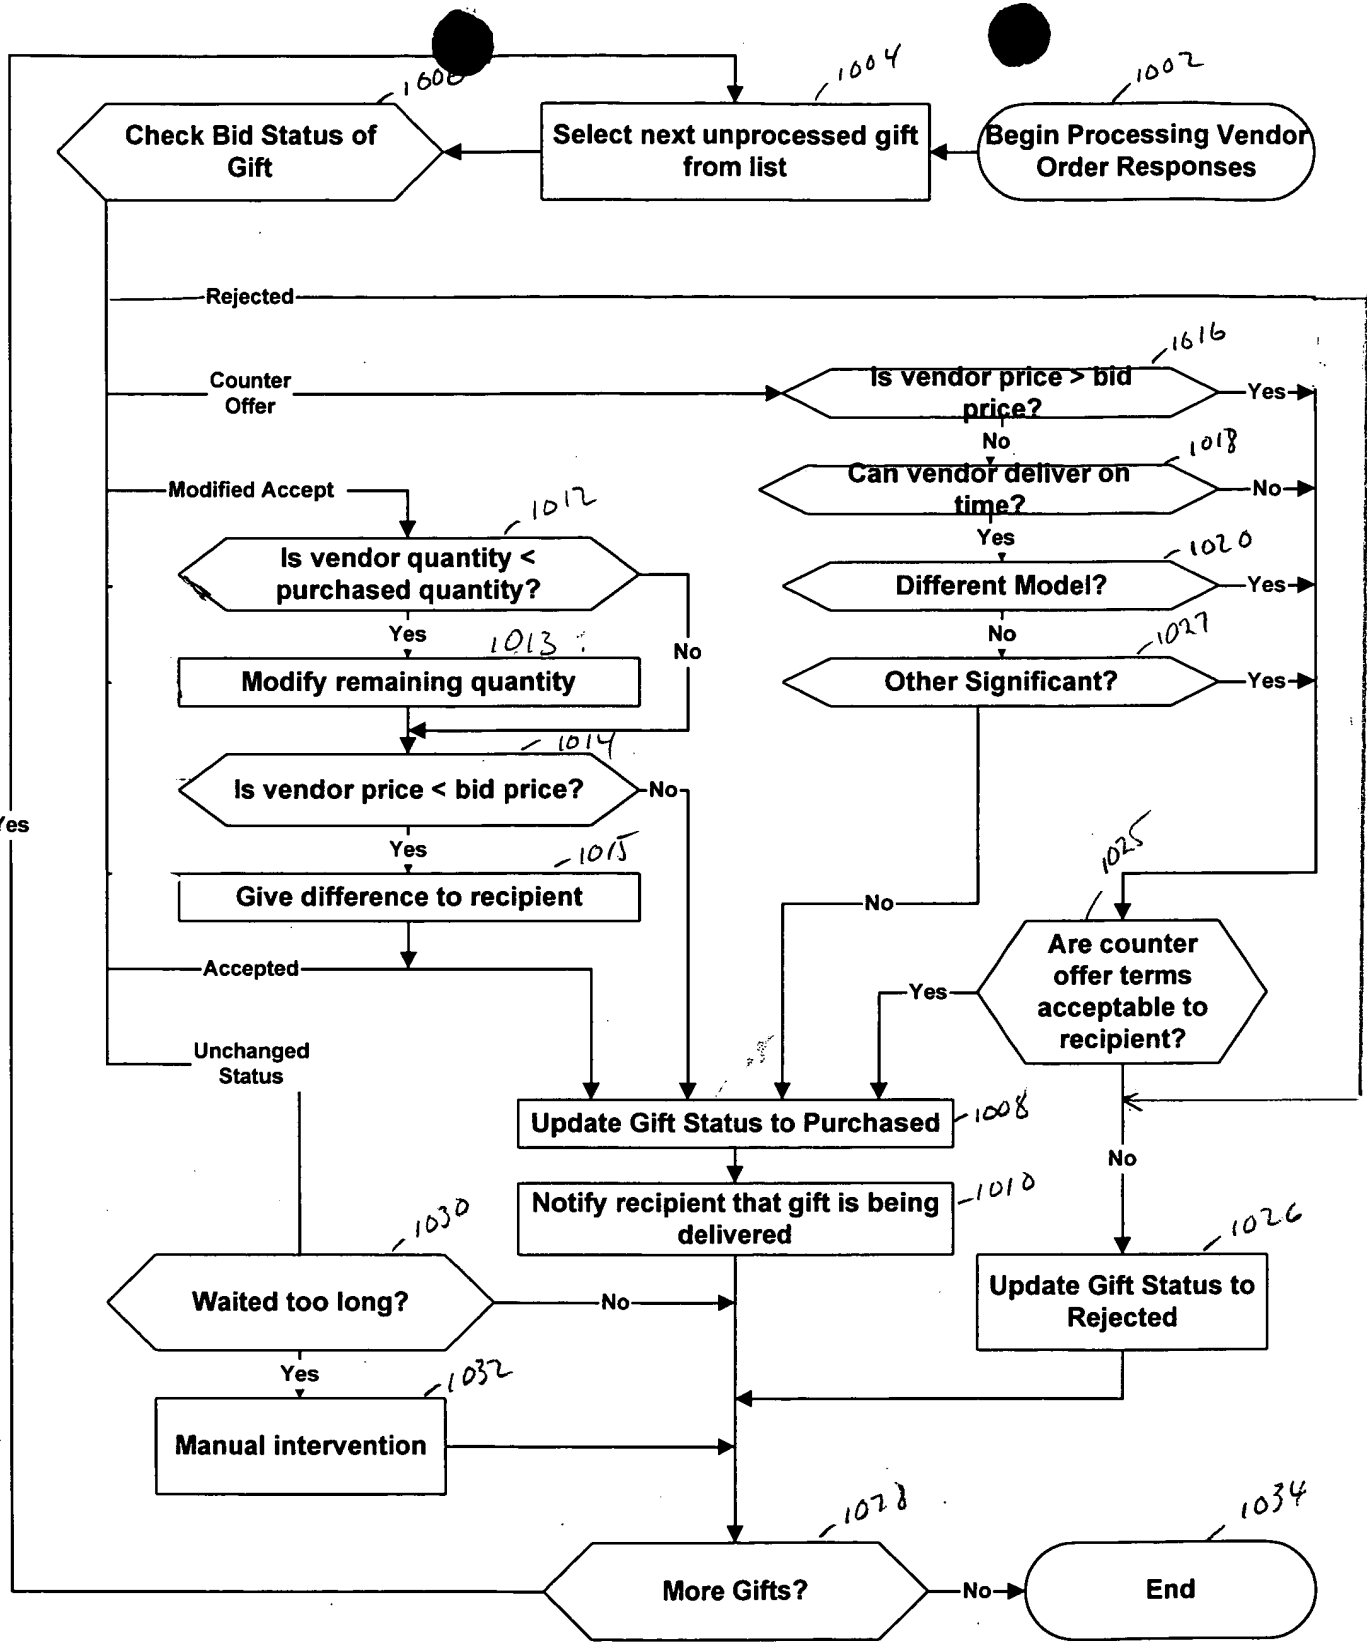 1006
1004
1002
Check Bid Status of
Gift
Select next unprocessed gift
from list
Begin Processing Vendor
Order Responses
Rejected
1616
Counter
Offer
Is vendor price > bid
price?
Yes
No
1018
Modified Accept
Can vendor deliver on
time?
No
1012
Yes
1020
Is vendor quantity <
purchased quantity?
Different Model?
Yes
Yes
No
1013
No
1027
Modify remaining quantity
Other Significant?
Yes
1014
Is vendor price < bid price?
No
Yes
Yes
1015
1025
Give difference to recipient
No
Are counter
offer terms
acceptable to
recipient?
Accepted
Yes
Unchanged
Status
Update Gift Status to Purchased
1008
No
Notify recipient that gift is being
delivered
1010
1030
1026
Waited too long?
No
Update Gift Status to
Rejected
Yes
1032
Manual intervention
1028
1034
More Gifts?
No
End